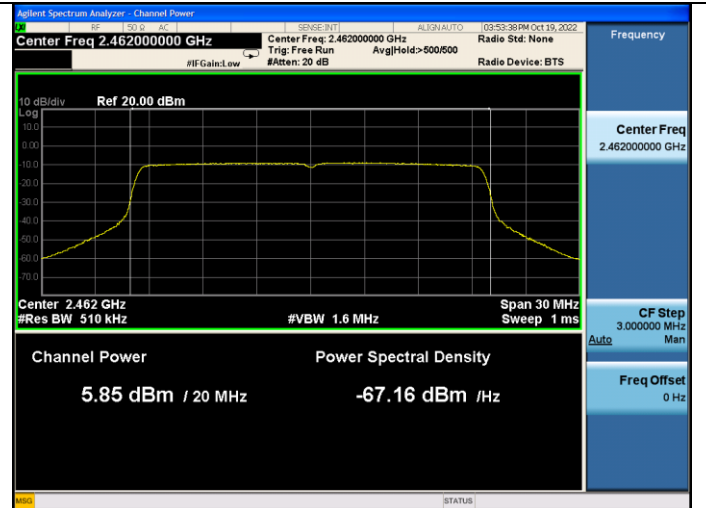 Agilent Spectrum Analyzer - Channel Power
RF 50 Ω AC SENSE:INT ALIGN AUTO 03:53:38 PM Oct 19, 2022
Center Freq 2.462000000 GHz
Center Freq: 2.462000000 GHz
Radio Std: None
Trig: Free Run Avg|Hold:>500/500
#IFGain:Low
#Atten: 20 dB
Radio Device: BTS
Frequency
10 dB/div Ref 20.00 dBm
Log
10.0
0.00
-10.0
-20.0
-30.0
-40.0
-50.0
-60.0
-70.0
Center 2.462 GHz
Span 30 MHz
#Res BW 510 kHz
#VBW 1.6 MHz
Sweep 1 ms
Channel Power
Power Spectral Density
5.85 dBm / 20 MHz
-67.16 dBm /Hz
Center Freq
2.462000000 GHz
CF Step
3.000000 MHz
Auto Man
Freq Offset
0 Hz
MSG
STATUS